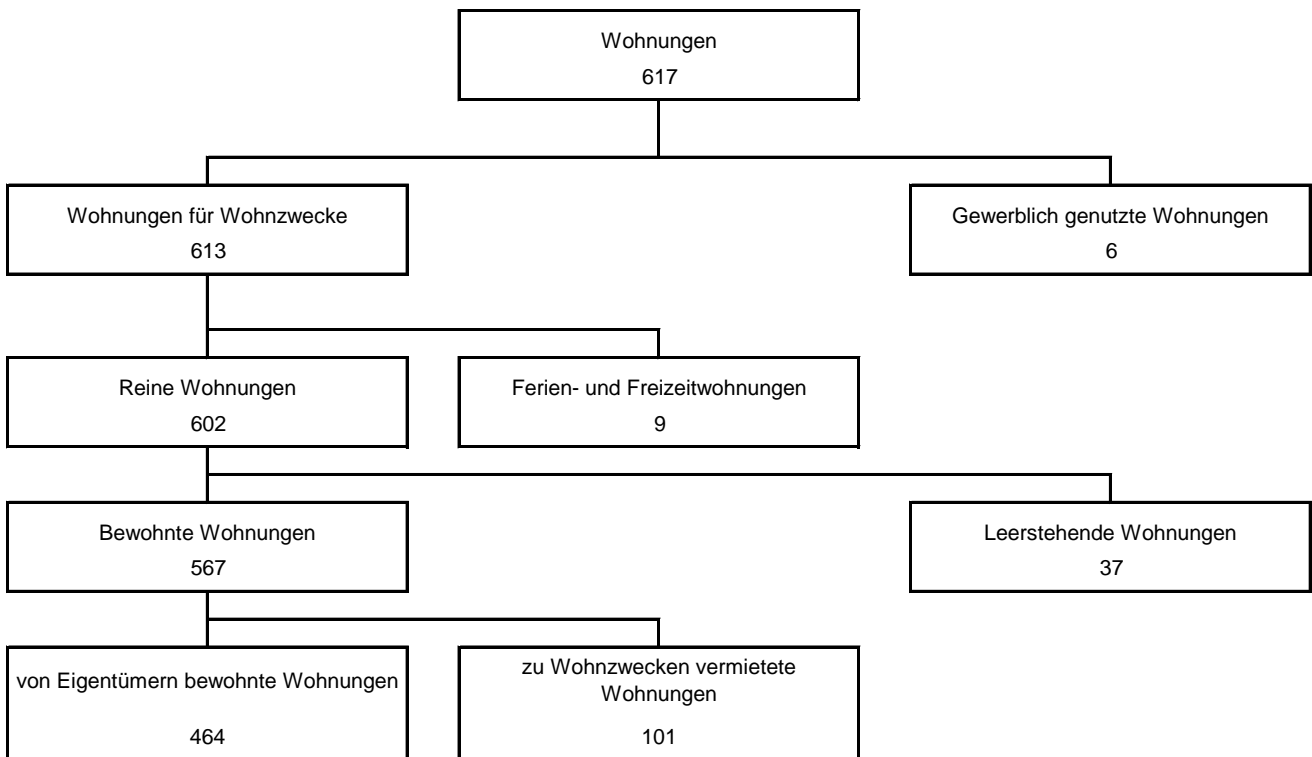 Wohnungen
617
Wohnungen für Wohnzwecke
613
Gewerblich genutzte Wohnungen
6
Reine Wohnungen
602
Ferien- und Freizeitwohnungen
9
Bewohnte Wohnungen
567
Leerstehende Wohnungen
37
von Eigentümern bewohnte Wohnungen
464
zu Wohnzwecken vermietete
Wohnungen
101